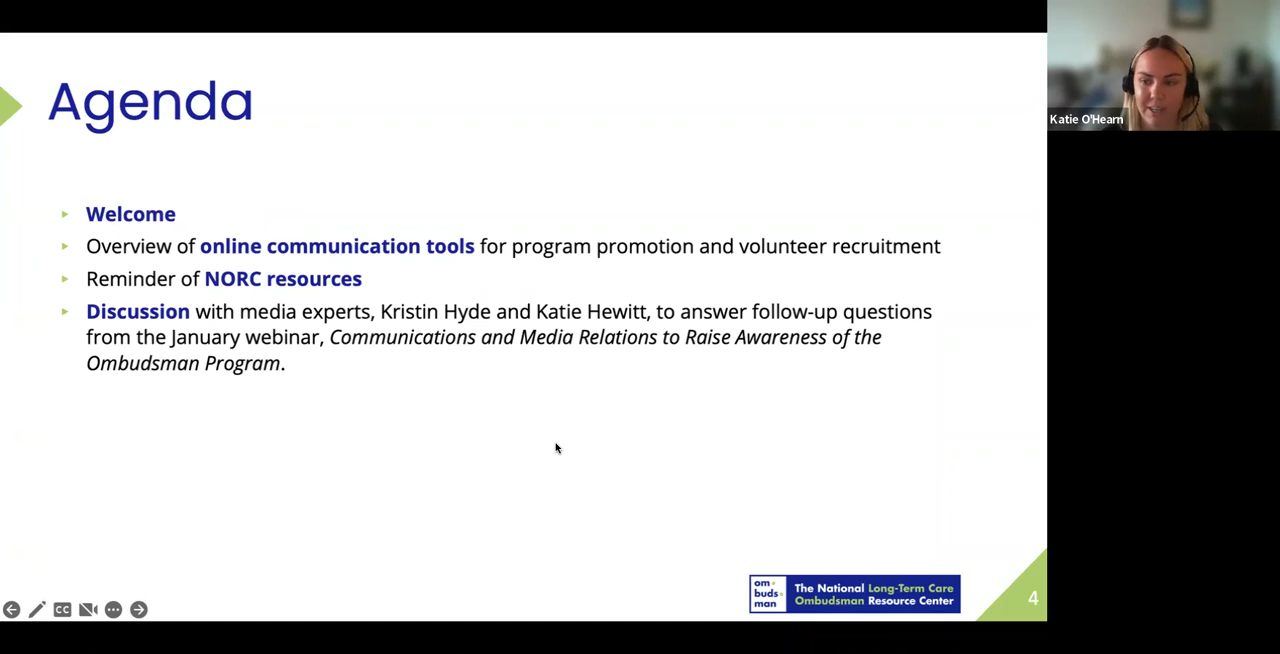 Agenda
Welcome
Overview of online communication tools for program promotion and volunteer recruitment
Reminder of NORC resources
Discussion with media experts, Kristin Hyde and Katie Hewitt, to answer follow-up questions
from the January webinar, Communications and Media Relations to Raise Awareness of the
Ombudsman Program.
Katie O'Hearn
CC
om
buds
man
The National Long-Term Care
Ombudsman Resource Center
4